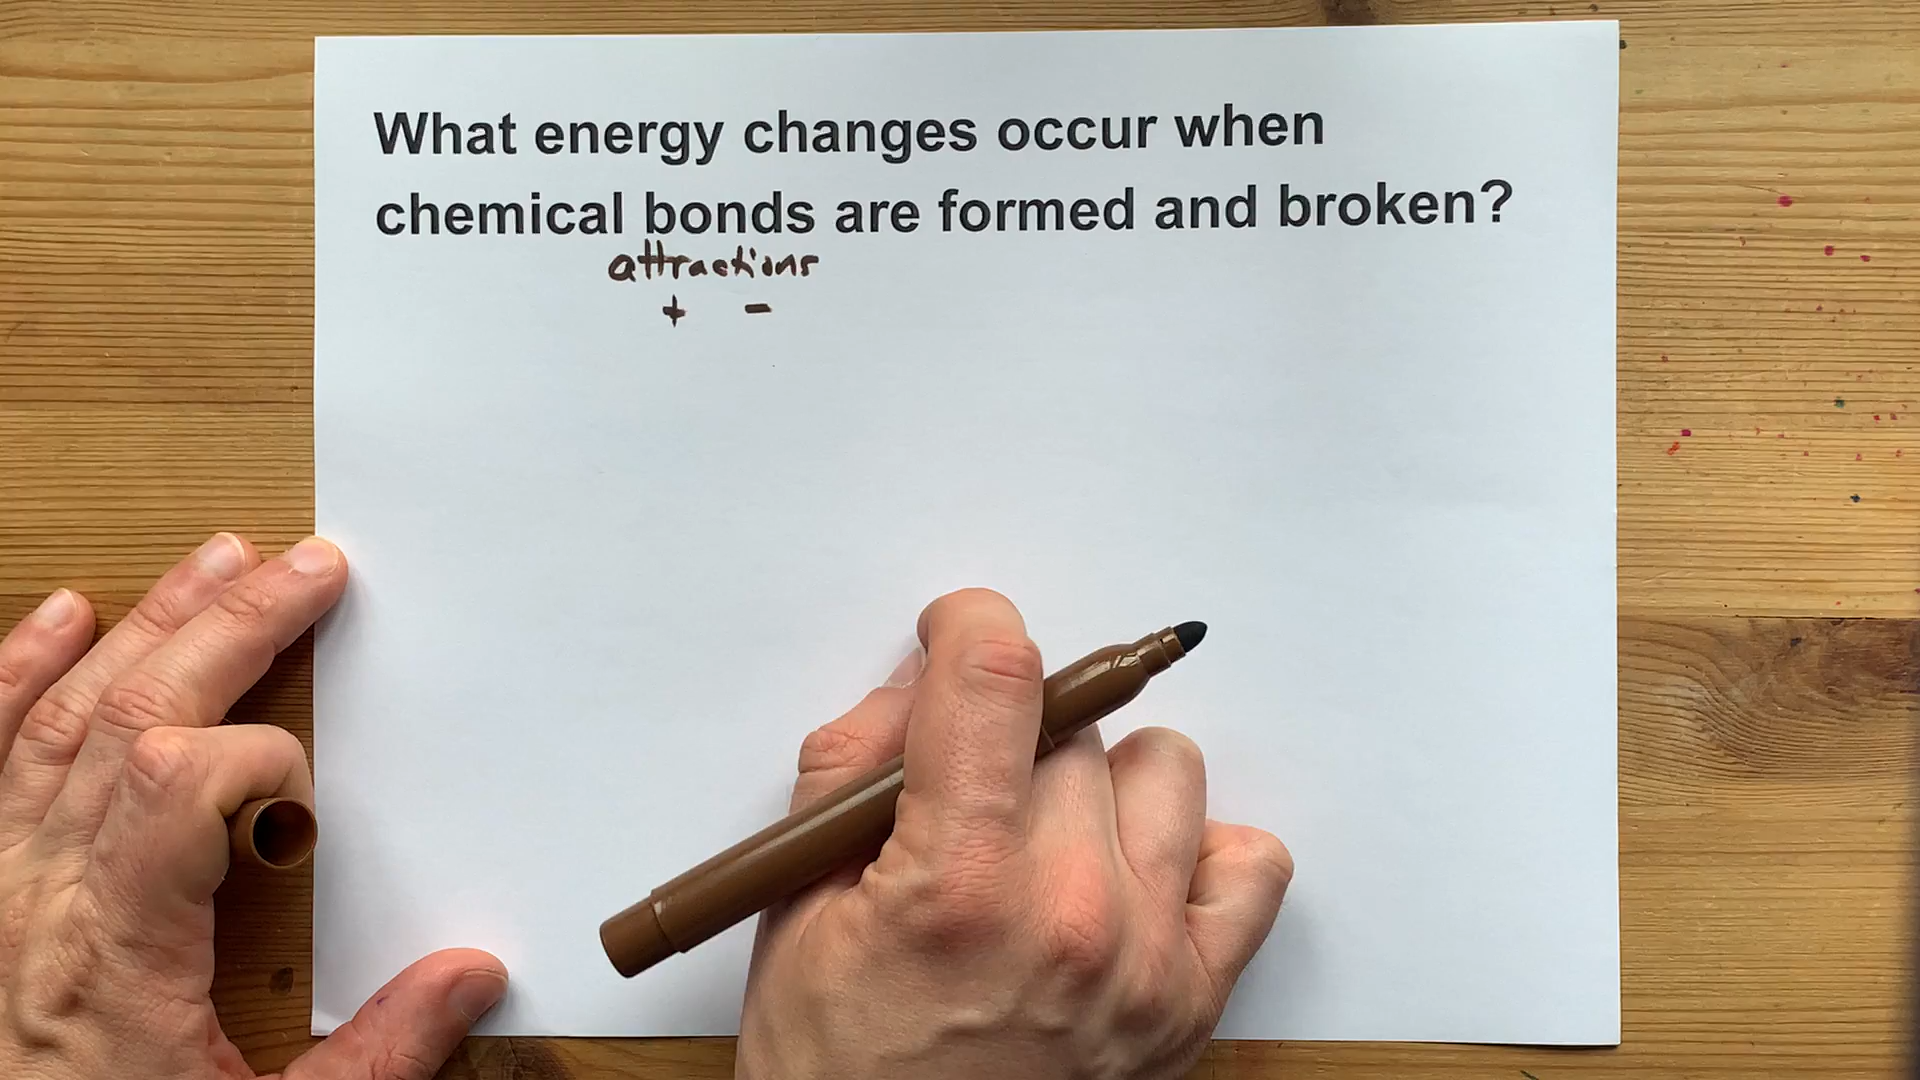 What energy changes occur when
chemical bonds are formed and broken?
attractions
+ -